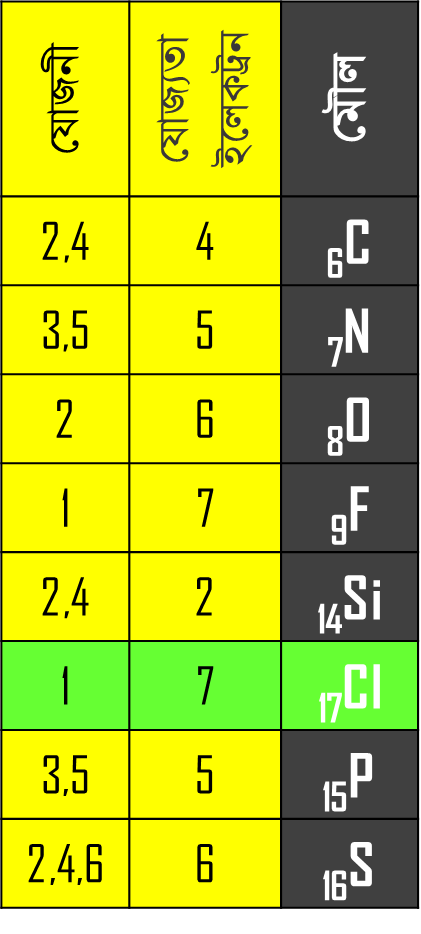 যোজনী যোজ্যতা ইলেকট্রন মৌল
2,4 4 6C
3,5 5 7N
2 6 8O
1 7 9F
2,4 2 14Si
1 7 17Cl
3,5 5 15P
2,4,6 6 16S